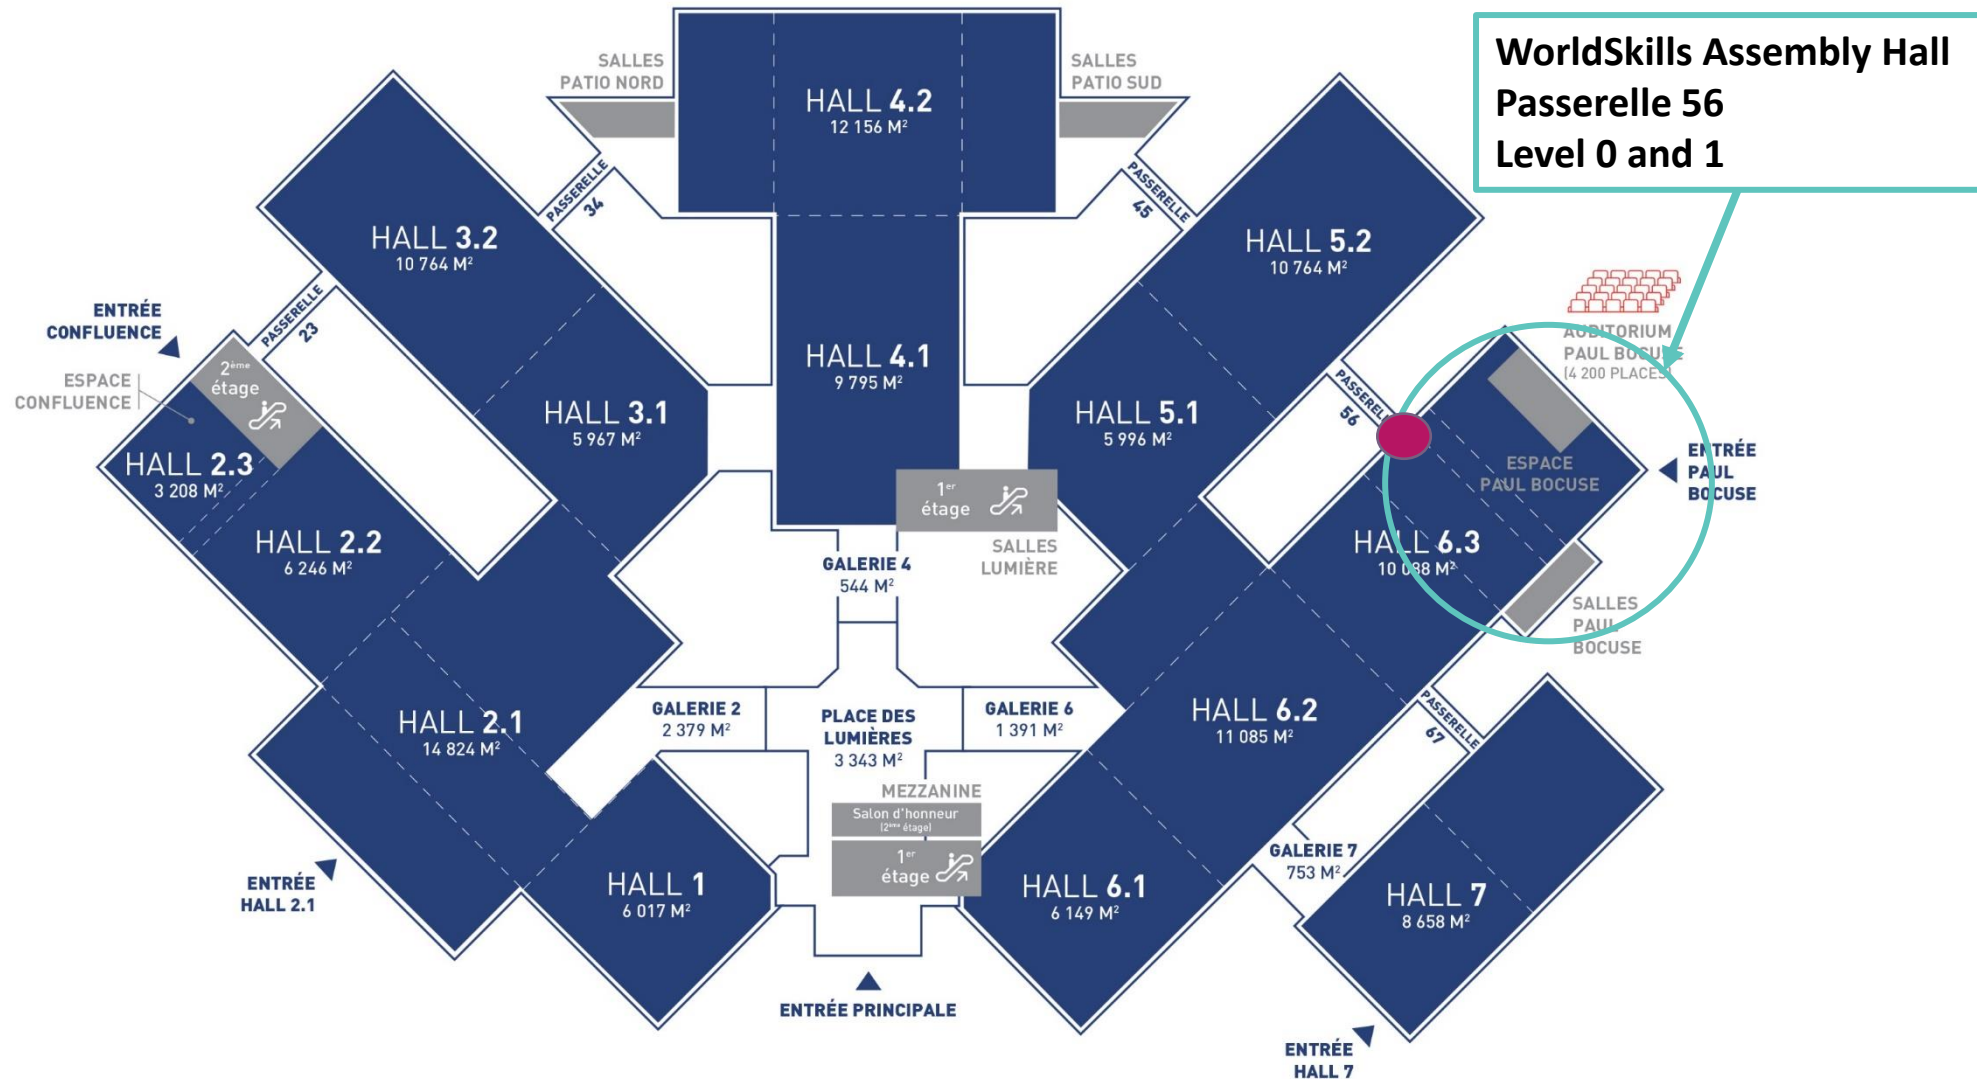 WorldSkills Assembly Hall
Passerelle 56
Level 0 and 1
SALLES
PATIO NORD
SALLES
PATIO SUD
HALL 4.2
12 156 M²
PASSERELLE
34
PASSERELLE
45
HALL 3.2
10 764 M²
HALL 5.2
10 764 M²
ENTRÉE
CONFLUENCE
PASSERELLE
23
AUDITORIUM
PAUL BOCUSE
(4 200 PLACES)
HALL 4.1
9 795 M²
2ème
étage
ESPACE
CONFLUENCE
PASSERELLE
56
HALL 3.1
5 967 M²
HALL 5.1
5 996 M²
HALL 2.3
3 208 M²
ESPACE
PAUL BOCUSE
ENTRÉE
PAUL
BOCUSE
1er
étage
HALL 2.2
6 246 M²
SALLES
LUMIÈRE
HALL 6.3
10 088 M²
GALERIE 4
544 M²
SALLES
PAUL
BOCUSE
HALL 2.1
14 824 M²
GALERIE 2
2 379 M²
PLACE DES
LUMIÈRES
3 343 M²
GALERIE 6
1 391 M²
HALL 6.2
11 085 M²
PASSERELLE
67
MEZZANINE
Salon d'honneur
(2ème étage)
1er
étage
GALERIE 7
753 M²
ENTRÉE
HALL 2.1
HALL 1
6 017 M²
HALL 6.1
6 149 M²
HALL 7
8 658 M²
ENTRÉE PRINCIPALE
ENTRÉE
HALL 7